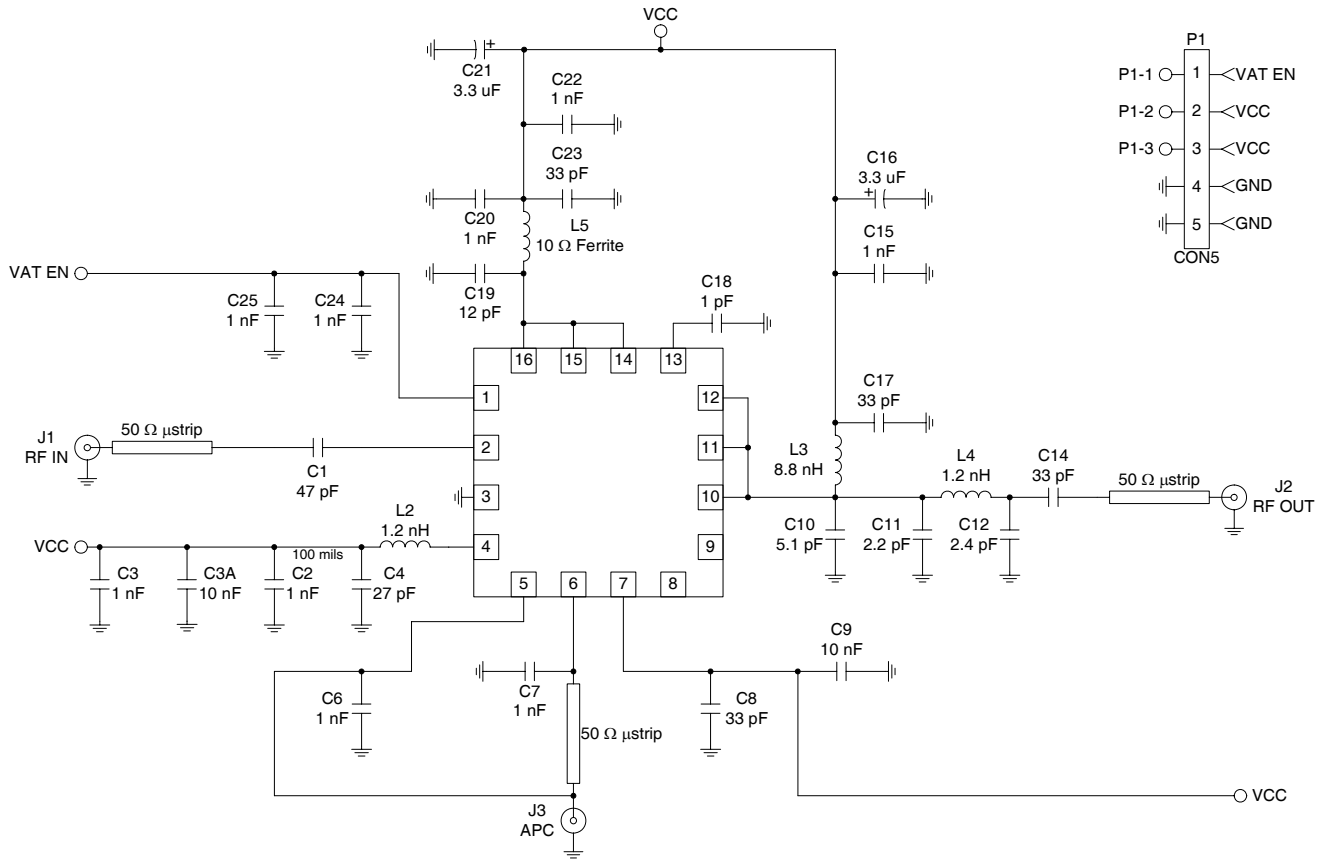 VCC
P1
C21
3.3 uF
+
C22
1 nF
P1-1
1
VAT EN
P1-2
2
VCC
P1-3
3
VCC
4
GND
5
GND
CON5
C23
33 pF
C16
3.3 uF
+
C20
1 nF
L5
10 Ω Ferrite
C15
1 nF
VAT EN
C25
1 nF
C24
1 nF
C19
12 pF
C18
1 pF
16
15
14
13
1
12
C17
33 pF
J1
RF IN
50 Ω µstrip
C1
47 pF
2
11
L3
8.8 nH
L4
1.2 nH
C14
33 pF
50 Ω µstrip
J2
RF OUT
3
10
C10
5.1 pF
C11
2.2 pF
C12
2.4 pF
L2
1.2 nH
VCC
100 mils
4
9
C3
1 nF
C3A
10 nF
C2
1 nF
C4
27 pF
5
6
7
8
C9
10 nF
C6
1 nF
C7
1 nF
C8
33 pF
50 Ω µstrip
J3
APC
VCC